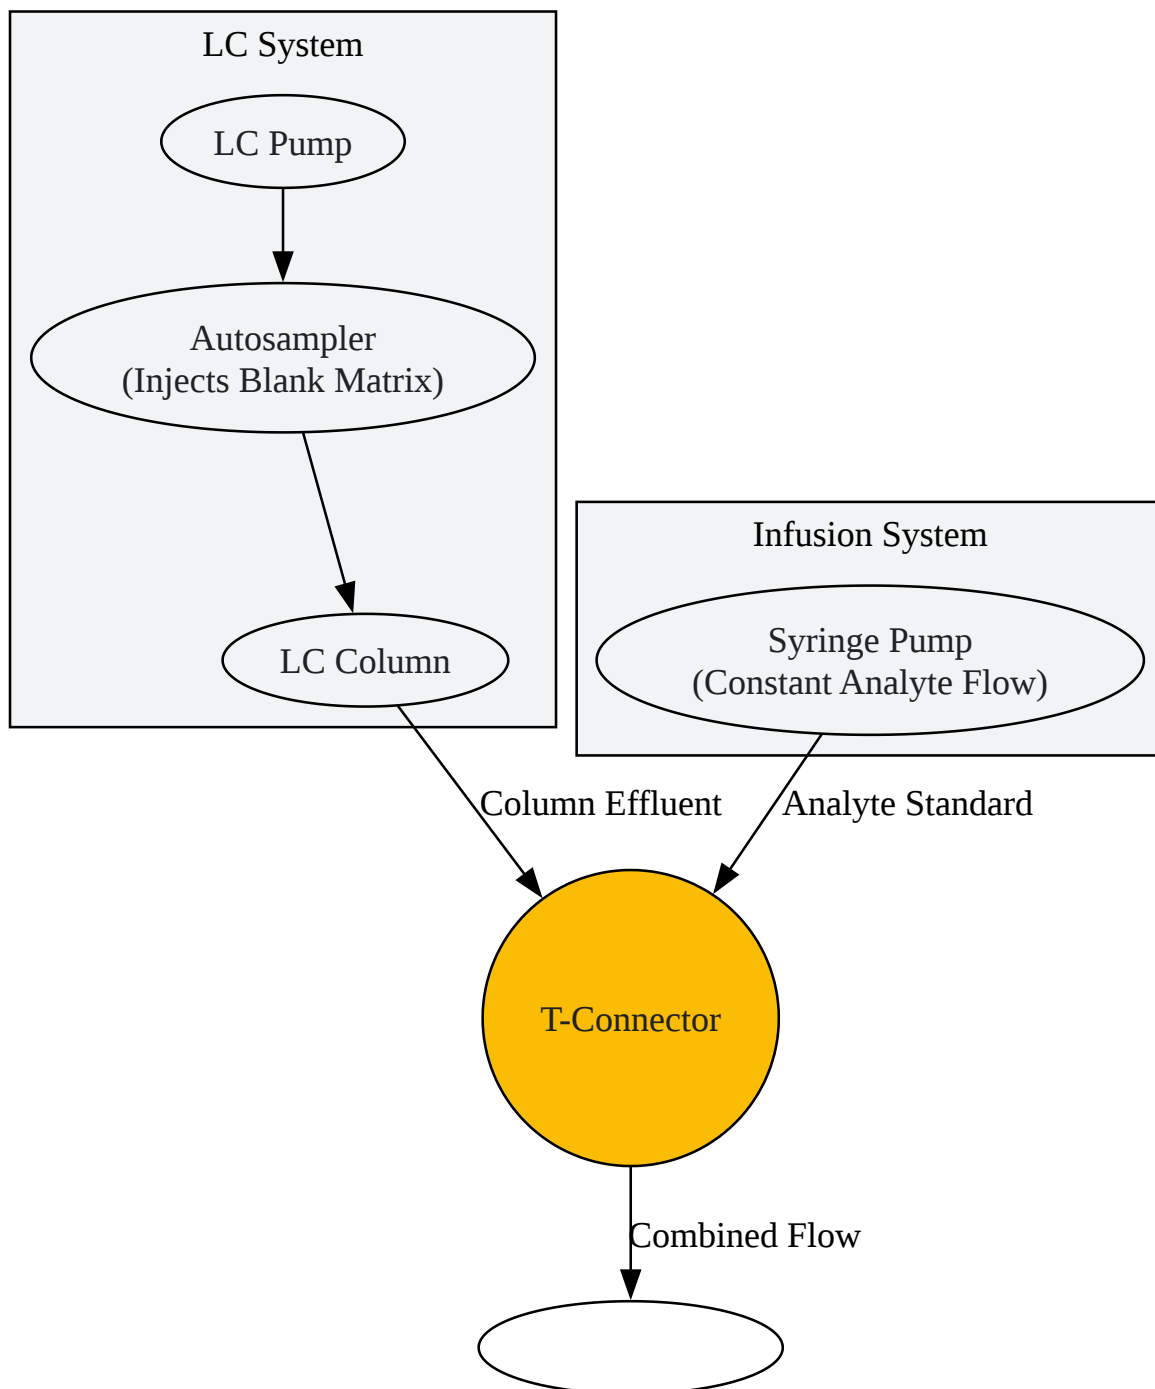 LC System
LC Pump
Autosampler
(Injects Blank Matrix)
LC Column
Infusion System
Syringe Pump
(Constant Analyte Flow)
Column Effluent
Analyte Standard
T-Connector
Combined Flow